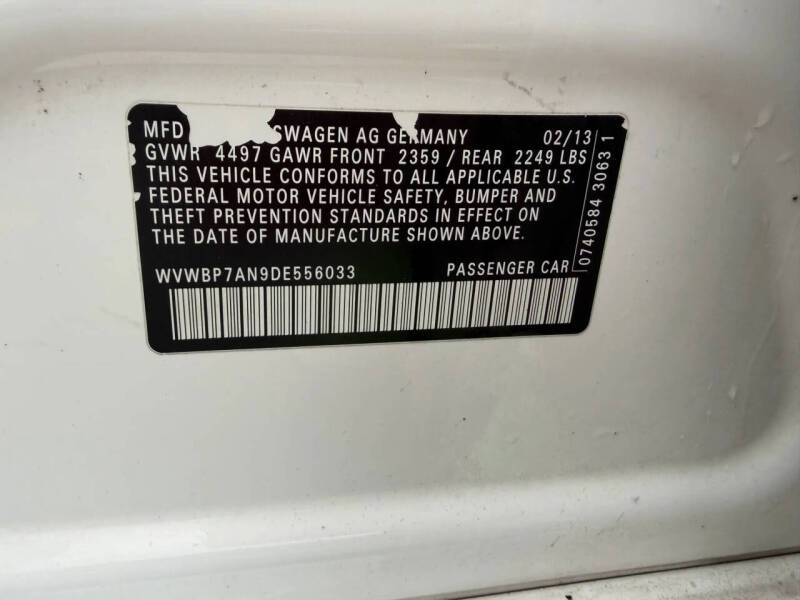 MFD SWAGEN AG GERMANY 02/13
GVWR 4497 GAWR FRONT 2359 / REAR 2249 LBS
THIS VEHICLE CONFORMS TO ALL APPLICABLE U.S.
FEDERAL MOTOR VEHICLE SAFETY, BUMPER AND
THEFT PREVENTION STANDARDS IN EFFECT ON
THE DATE OF MANUFACTURE SHOWN ABOVE.
WVWBP7AN9DE556033 PASSENGER CAR
0740584 3063 1